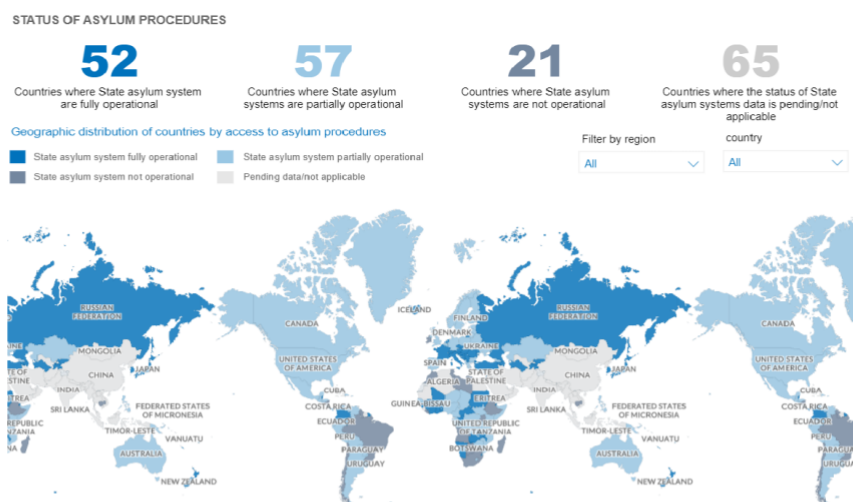 STATUS OF ASYLUM PROCEDURES
52
57
21
65
Countries where State asylum system
are fully operational
Countries where State asylum
systems are partially operational
Countries where State asylum
systems are not operational
Countries where the status of State
asylum systems data is pending/not
applicable
Geographic distribution of countries by access to asylum procedures
State asylum system fully operational
State asylum system partially operational
State asylum system not operational
Pending data/not applicable
Filter by region
All
country
All
RUSSIAN
FEDERATION
MONGOLIA
CHINA
JAPAN
INDIA
SRI LANKA
FEDERATED STATES
OF MICRONESIA
TIMOR-LESTE
VANUATU
AUSTRALIA
NEW ZEALAND
CANADA
UNITED STATES
OF AMERICA
CUBA
COSTA RICA
ECUADOR
PERU
PARAGUAY
URUGUAY
ICELAND
FINLAND
DENMARK
UKRAINE
SPAIN
ALGERIA
STATE OF
PALESTINE
GUINEA-BISSAU
ERITREA
UNITED REPUBLIC
OF TANZANIA
BOTSWANA
RUSSIAN
FEDERATION
MONGOLIA
CHINA
JAPAN
INDIA
SRI LANKA
FEDERATED STATES
OF MICRONESIA
TIMOR-LESTE
VANUATU
AUSTRALIA
NEW ZEALAND
CANADA
UNITED STATES
OF AMERICA
CUBA
COSTA RICA
ECUADOR
PERU